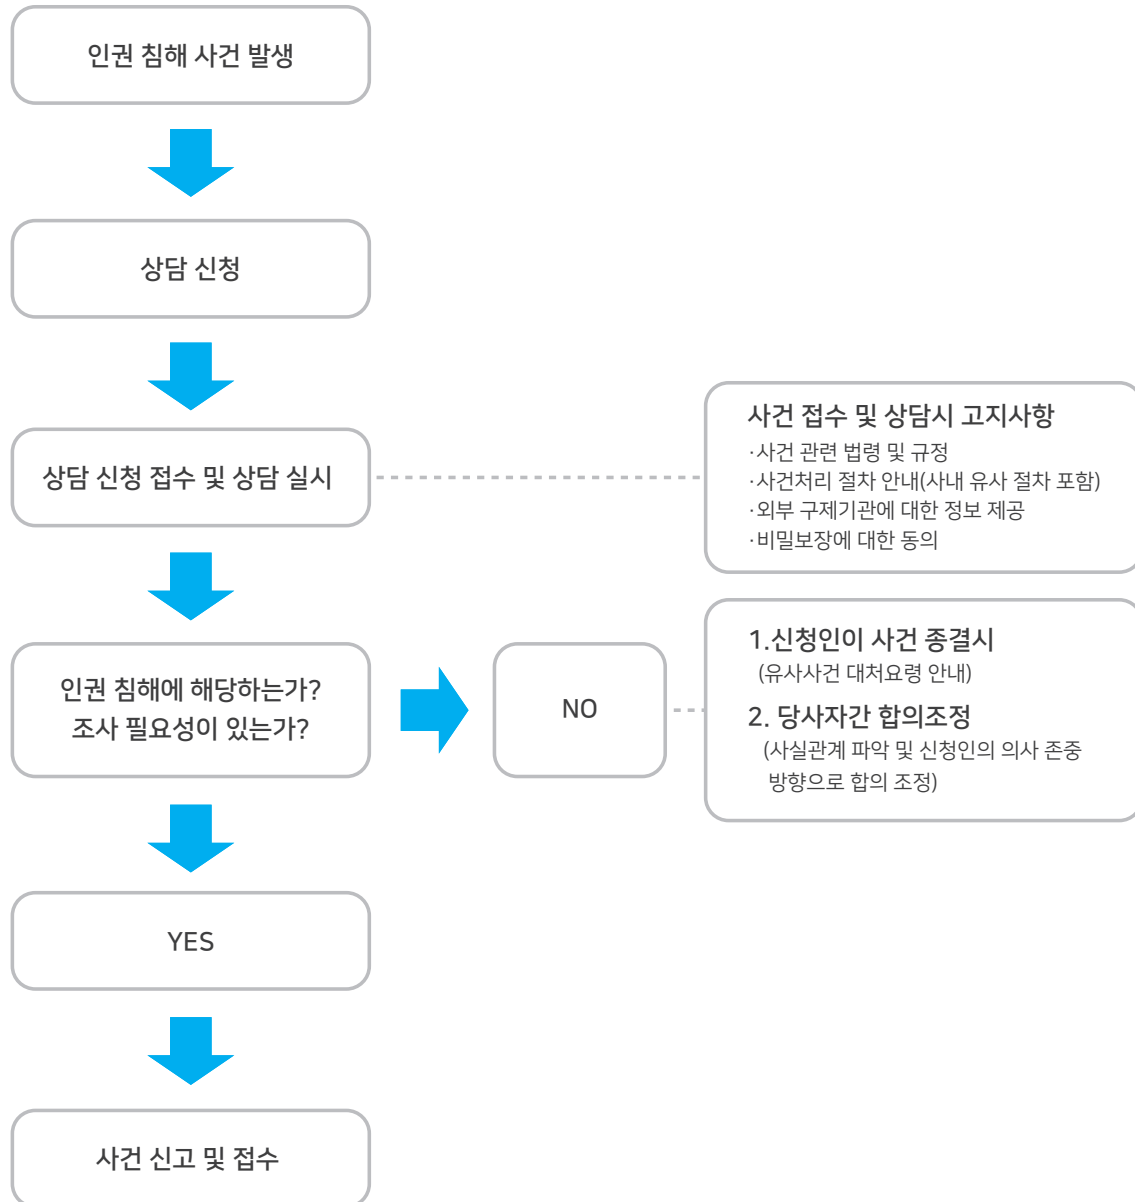 인권 침해 사건 발생
상담 신청
상담 신청 접수 및 상담 실시
사건 접수 및 상담시 고지사항
·사건 관련 법령 및 규정
·사건처리 절차 안내(사내 유사 절차 포함)
·외부 구제기관에 대한 정보 제공
·비밀보장에 대한 동의
인권 침해에 해당하는가?
조사 필요성이 있는가?
NO
1.신청인이 사건 종결시
(유사사건 대처요령 안내)
2. 당사자간 합의조정
(사실관계 파악 및 신청인의 의사 존중
방향으로 합의 조정)
YES
사건 신고 및 접수